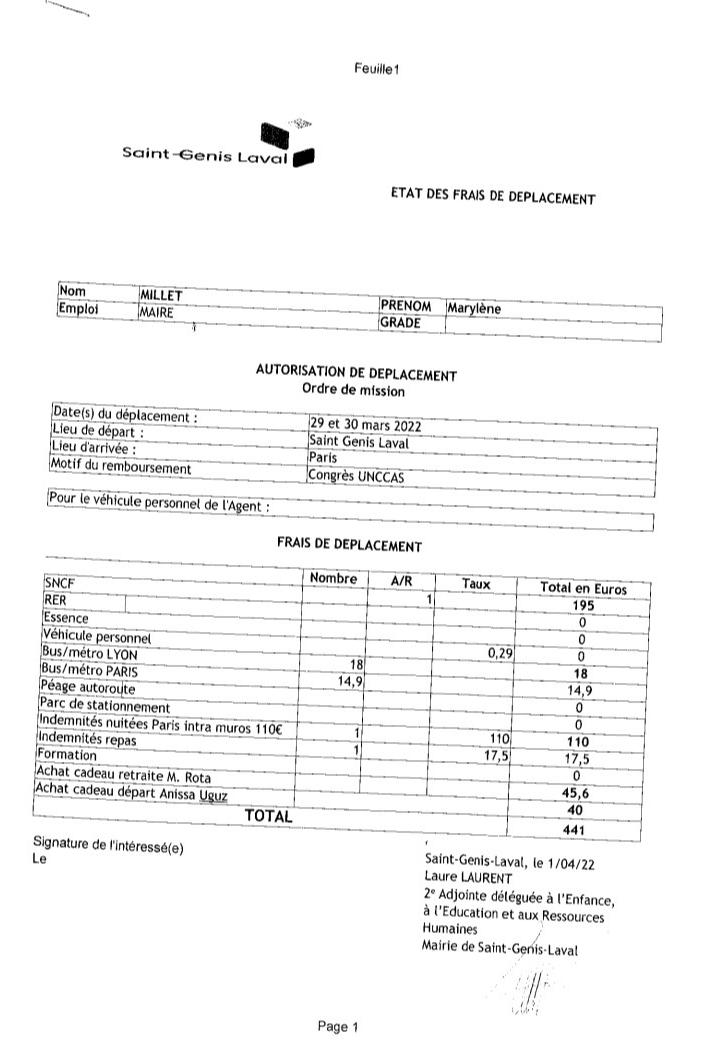 Feuille1
Saint-Genis Laval
ETAT DES FRAIS DE DEPLACEMENT
Nom MILLET PRENOM Marylène
Emploi MAIRE GRADE
AUTORISATION DE DEPLACEMENT
Ordre de mission
Date(s) du déplacement : 29 et 30 mars 2022
Lieu de départ : Saint Genis Laval
Lieu d'arrivée : Paris
Motif du remboursement Congrès UNCCAS
Pour le véhicule personnel de l'Agent :
FRAIS DE DEPLACEMENT
Nombre A/R Taux Total en Euros
SNCF 1 195
RER 0
Essence 0
Véhicule personnel 0,29 0
Bus/métro LYON 18 18
Bus/métro PARIS 14,9 14,9
Péage autoroute 0
Parc de stationnement 0
Indemnités nuitées Paris intra muros 110€ 1 110 110
Indemnités repas 1 17,5 17,5
Formation 0
Achat cadeau retraite M. Rota 45,6
Achat cadeau départ Anissa Uguz 40
TOTAL 441
Signature de l'intéressé(e)
Le
Saint-Genis-Laval, le 1/04/22
Laure LAURENT
2e Adjointe déléguée à l'Enfance,
à l'Education et aux Ressources
Humaines
Mairie de Saint-Genis-Laval
Page 1